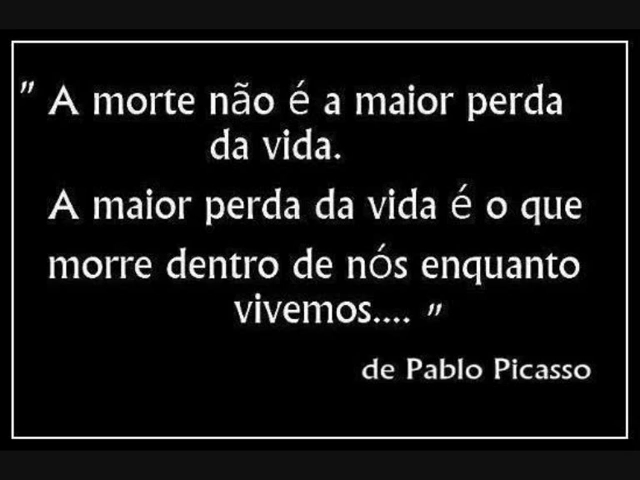 " A morte não é a maior perda
da vida.
A maior perda da vida é o que
morre dentro de nós enquanto
vivemos.... "
de Pablo Picasso